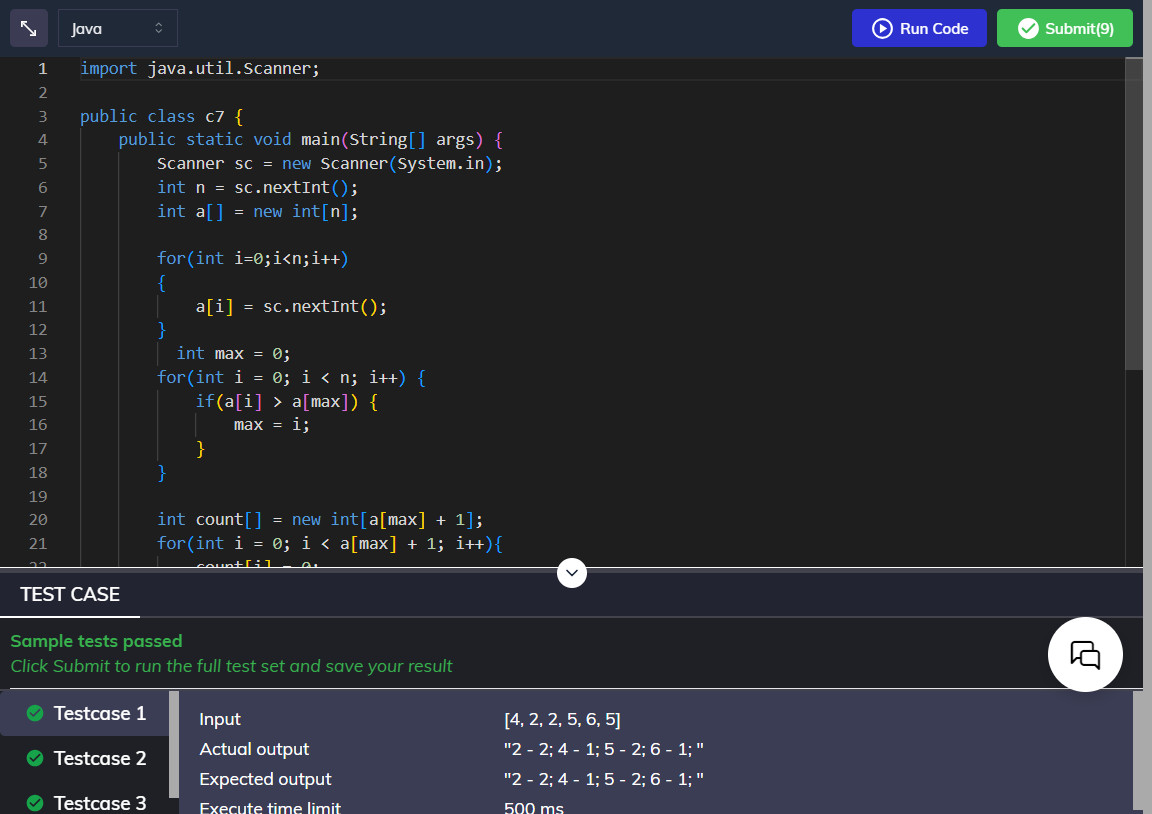 Java
Run Code
Submit(9)
1 import java.util.Scanner;
2
3 public class c7 {
4 public static void main(String[] args) {
5 Scanner sc = new Scanner(System.in);
6 int n = sc.nextInt();
7 int a[] = new int[n];
8
9 for(int i=0;i<n;i++)
10 {
11 a[i] = sc.nextInt();
12 }
13 int max = 0;
14 for(int i = 0; i < n; i++) {
15 if(a[i] > a[max]) {
16 max = i;
17 }
18 }
19
20 int count[] = new int[a[max] + 1];
21 for(int i = 0; i < a[max] + 1; i++){
22 count[i] = 0;
TEST CASE
Sample tests passed
Click Submit to run the full test set and save your result
Testcase 1
Testcase 2
Testcase 3
Input [4, 2, 2, 5, 6, 5]
Actual output "2 - 2; 4 - 1; 5 - 2; 6 - 1; "
Expected output "2 - 2; 4 - 1; 5 - 2; 6 - 1; "
Execute time limit 500 ms